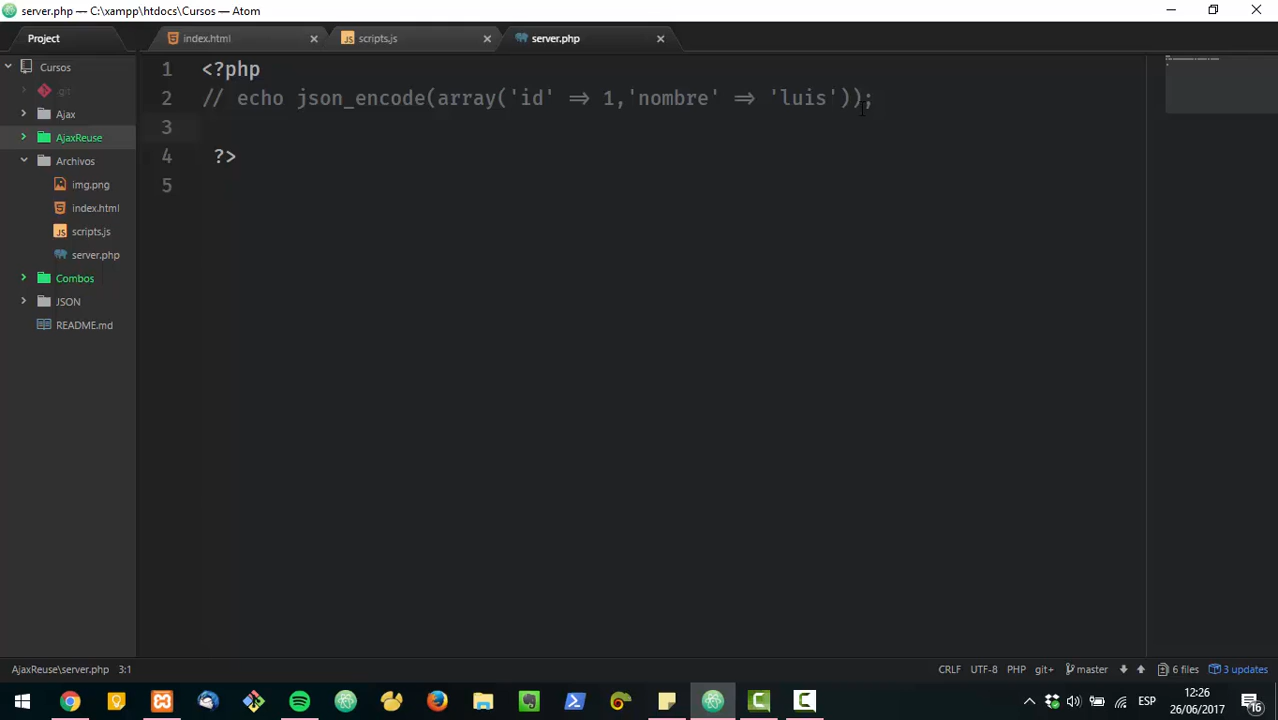 server.php — C:\xampp\htdocs\Cursos — Atom
Project
index.html
scripts.js
server.php
Cursos
.git
Ajax
AjaxReuse
Archivos
img.png
index.html
scripts.js
server.php
Combos
JSON
README.md
1 <?php
2 // echo json_encode(array('id' => 1,'nombre' => 'luis'));
3
4 ?>
5
AjaxReuse\server.php 3:1
CRLF UTF-8 PHP git+ master 6 files 3 updates
ESP
12:26
26/06/2017
16